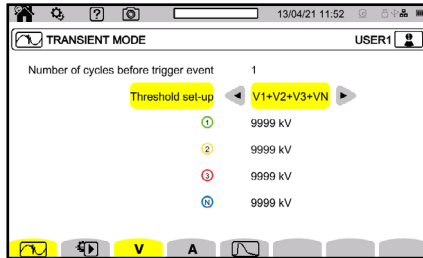 ?
13/04/21 11:52
TRANSIENT MODE
USER1
Number of cycles before trigger event 1
Threshold set-up V1+V2+V3+VN
1 9999 kV
2 9999 kV
3 9999 kV
N 9999 kV
V A